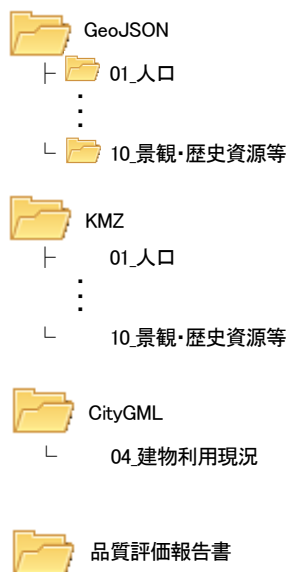 GeoJSON
├ 01_人口
：
└ 10_景観・歴史資源等
KMZ
├ 01_人口
：
└ 10_景観・歴史資源等
CityGML
└ 04_建物利用現況
品質評価報告書